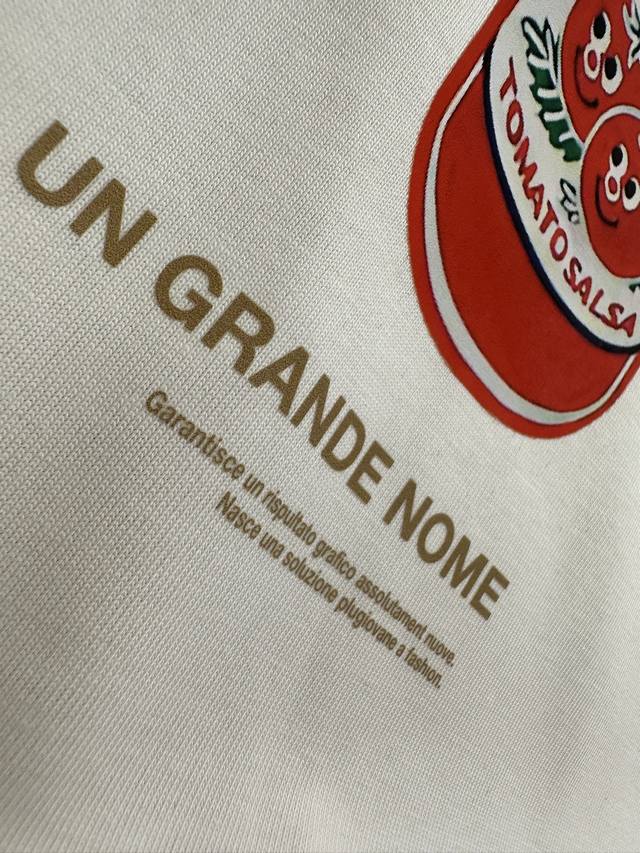 TOMATO SALSA
UN GRANDE NOME
Garantisce un rispultato grafico assolutament nuove.
Nasce una soluzione plugiovane a fashion.